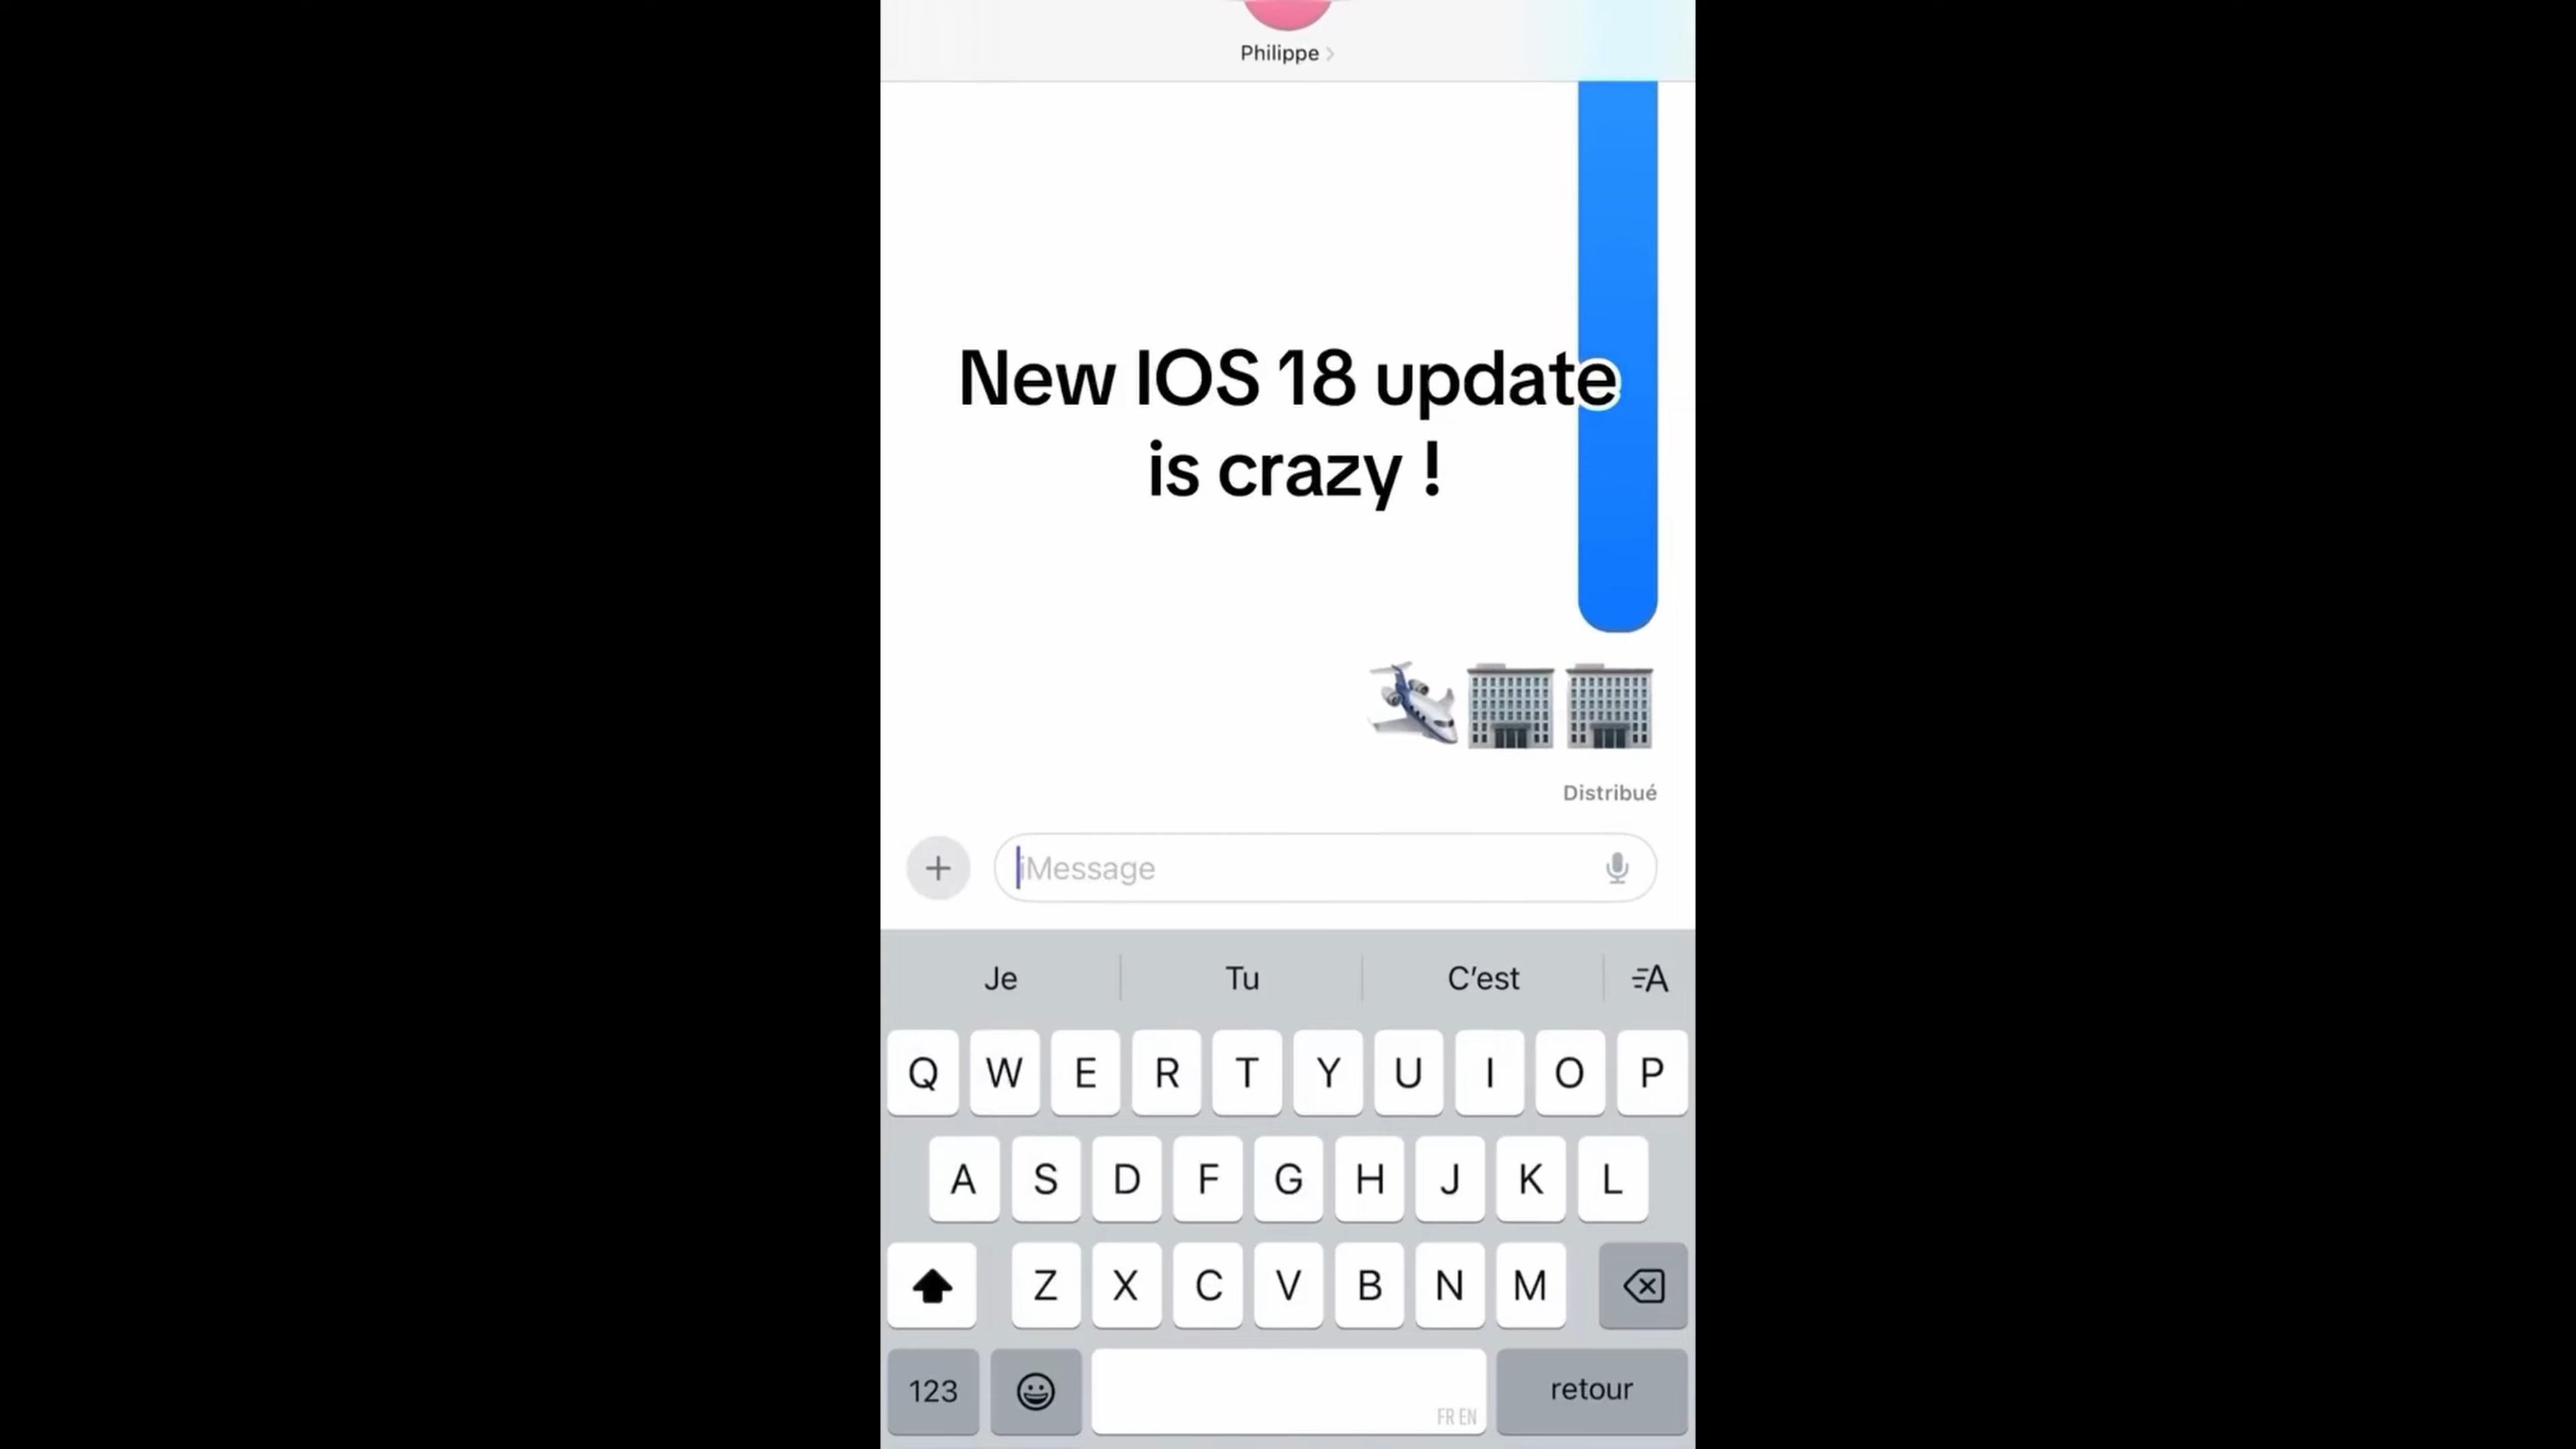 Philippe
New IOS 18 update
is crazy !
Distribué
iMessage
Je Tu C’est
Q W E R T Y U I O P
A S D F G H J K L
Z X C V B N M
123 FR EN retour